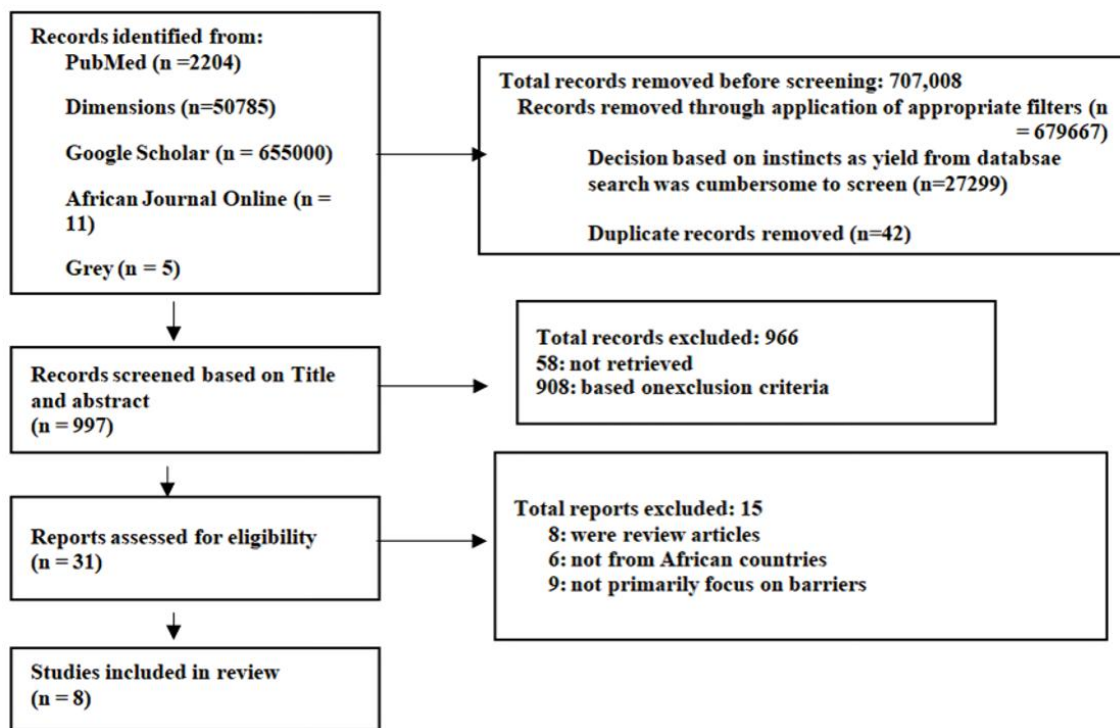 Records identified from:
PubMed (n =2204)
Dimensions (n=50785)
Google Scholar (n = 655000)
African Journal Online (n =
11)
Grey (n = 5)
Total records removed before screening: 707,008
Records removed through application of appropriate filters (n
= 679667)
Decision based on instincts as yield from databsae
search was cumbersome to screen (n=27299)
Duplicate records removed (n=42)
Records screened based on Title
and abstract
(n = 997)
Total records excluded: 966
58: not retrieved
908: based onexclusion criteria
Reports assessed for eligibility
(n = 31)
Total reports excluded: 15
8: were review articles
6: not from African countries
9: not primarily focus on barriers
Studies included in review
(n = 8)